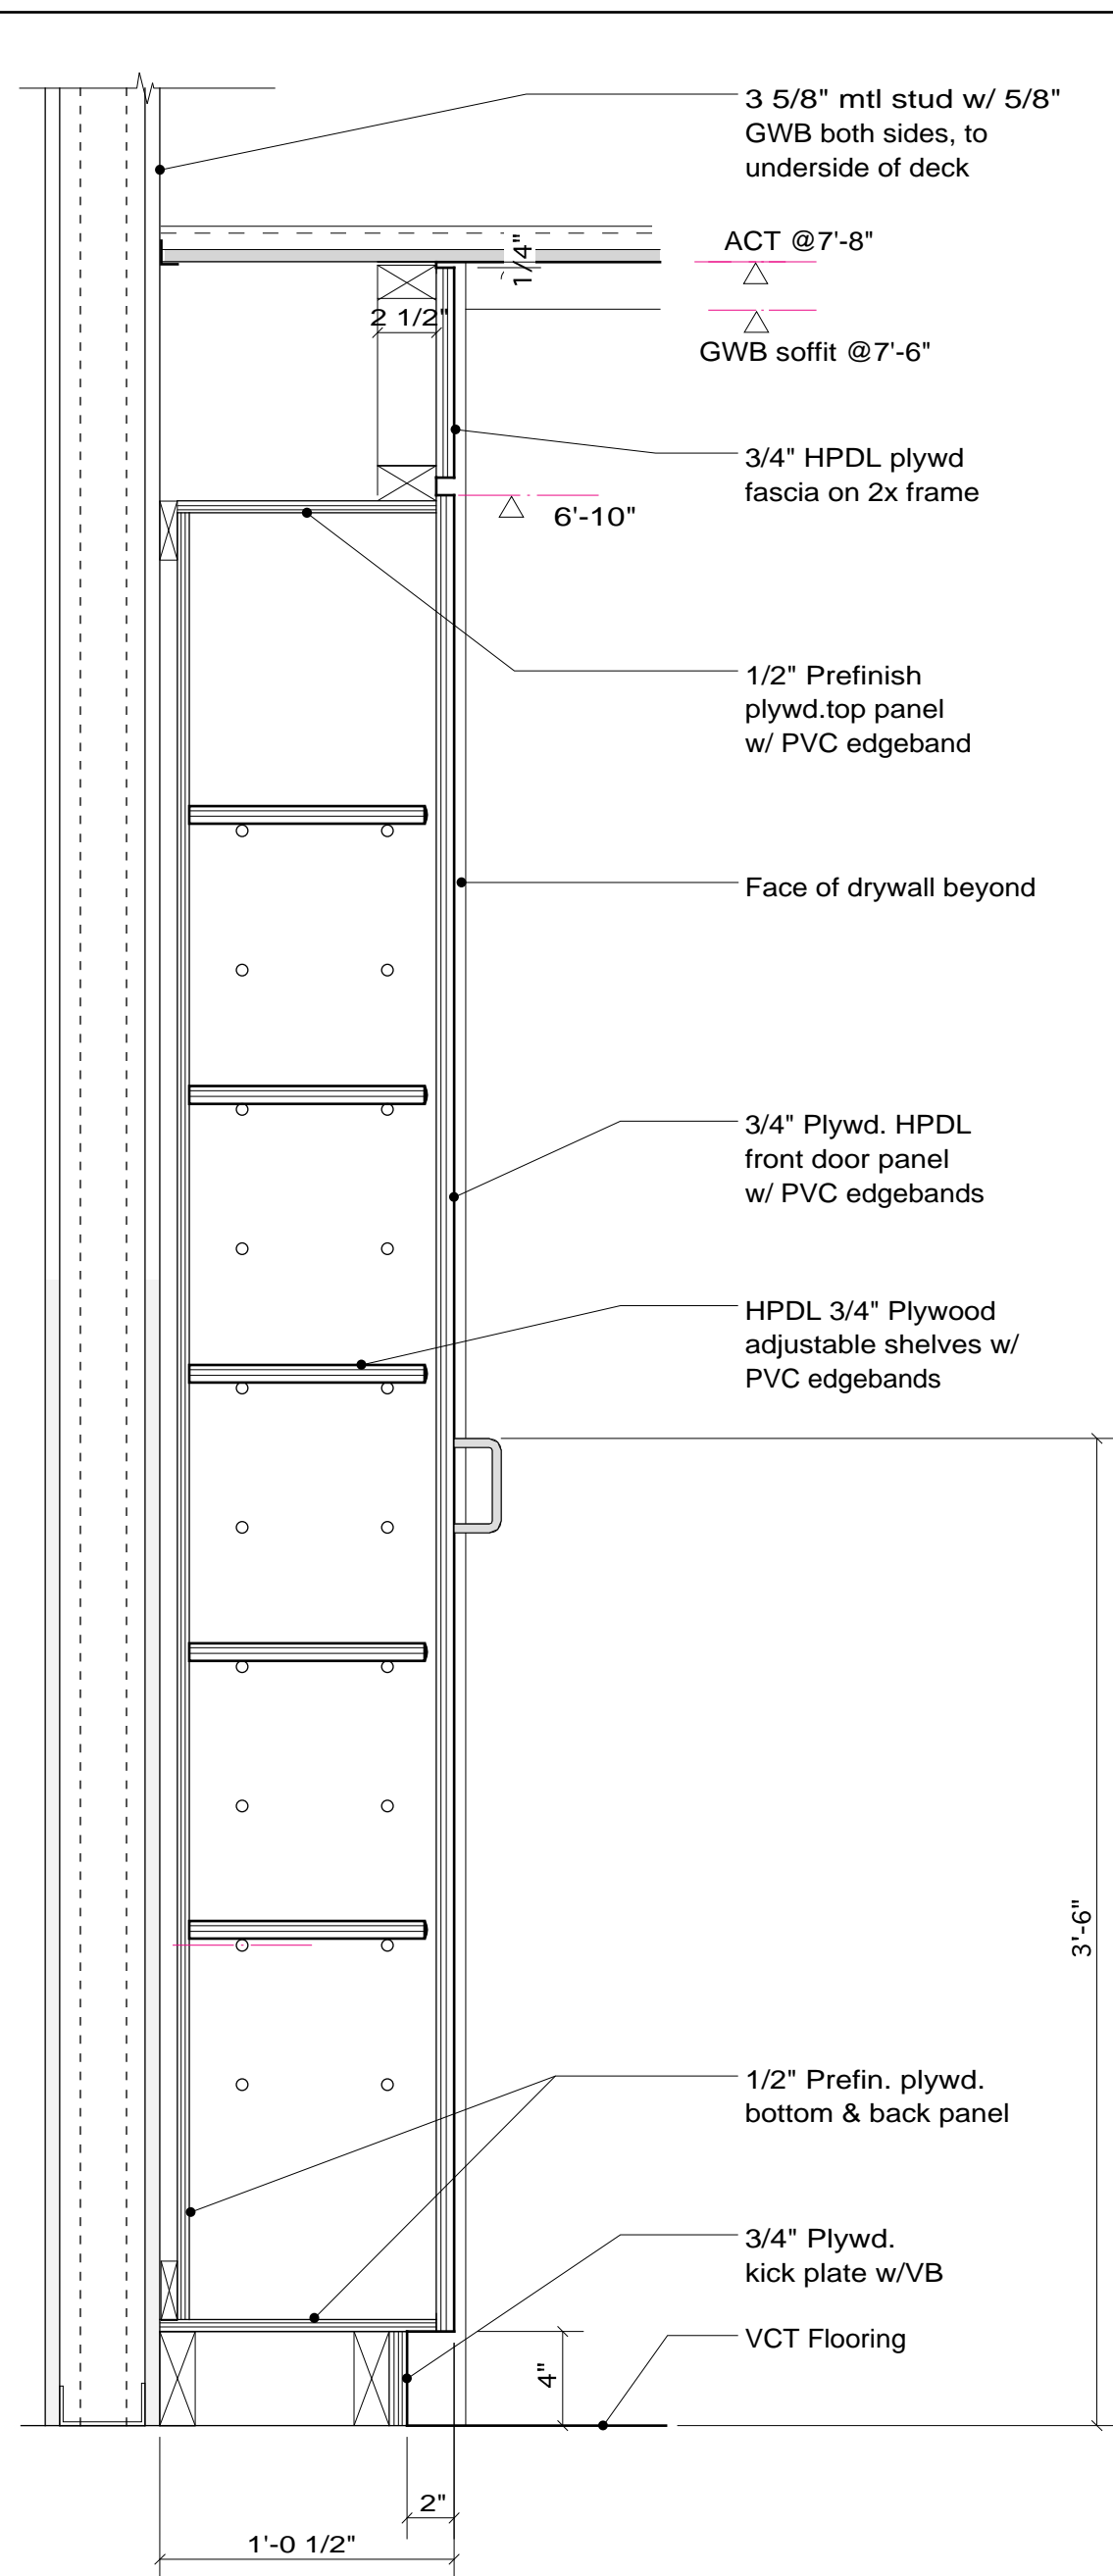 3 5/8" mtl stud w/ 5/8"
GWB both sides, to
underside of deck
ACT @7'-8"
1/4"
2 1/2"
GWB soffit @7'-6"
3/4" HPDL plywd
fascia on 2x frame
6'-10"
1/2" Prefinish
plywd.top panel
w/ PVC edgeband
Face of drywall beyond
3/4" Plywd. HPDL
front door panel
w/ PVC edgebands
HPDL 3/4" Plywood
adjustable shelves w/
PVC edgebands
3'-6"
1/2" Prefin. plywd.
bottom & back panel
3/4" Plywd.
kick plate w/VB
VCT Flooring
4"
2"
1'-0 1/2"